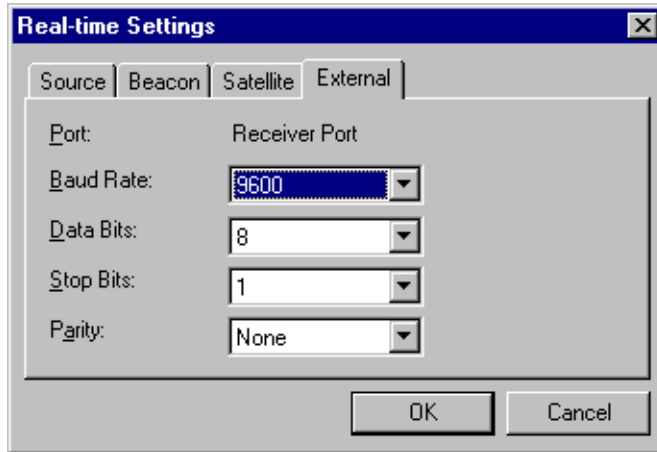 Real-time Settings
Source Beacon Satellite External
Port: Receiver Port
Baud Rate: 9600
Data Bits: 8
Stop Bits: 1
Parity: None
OK Cancel